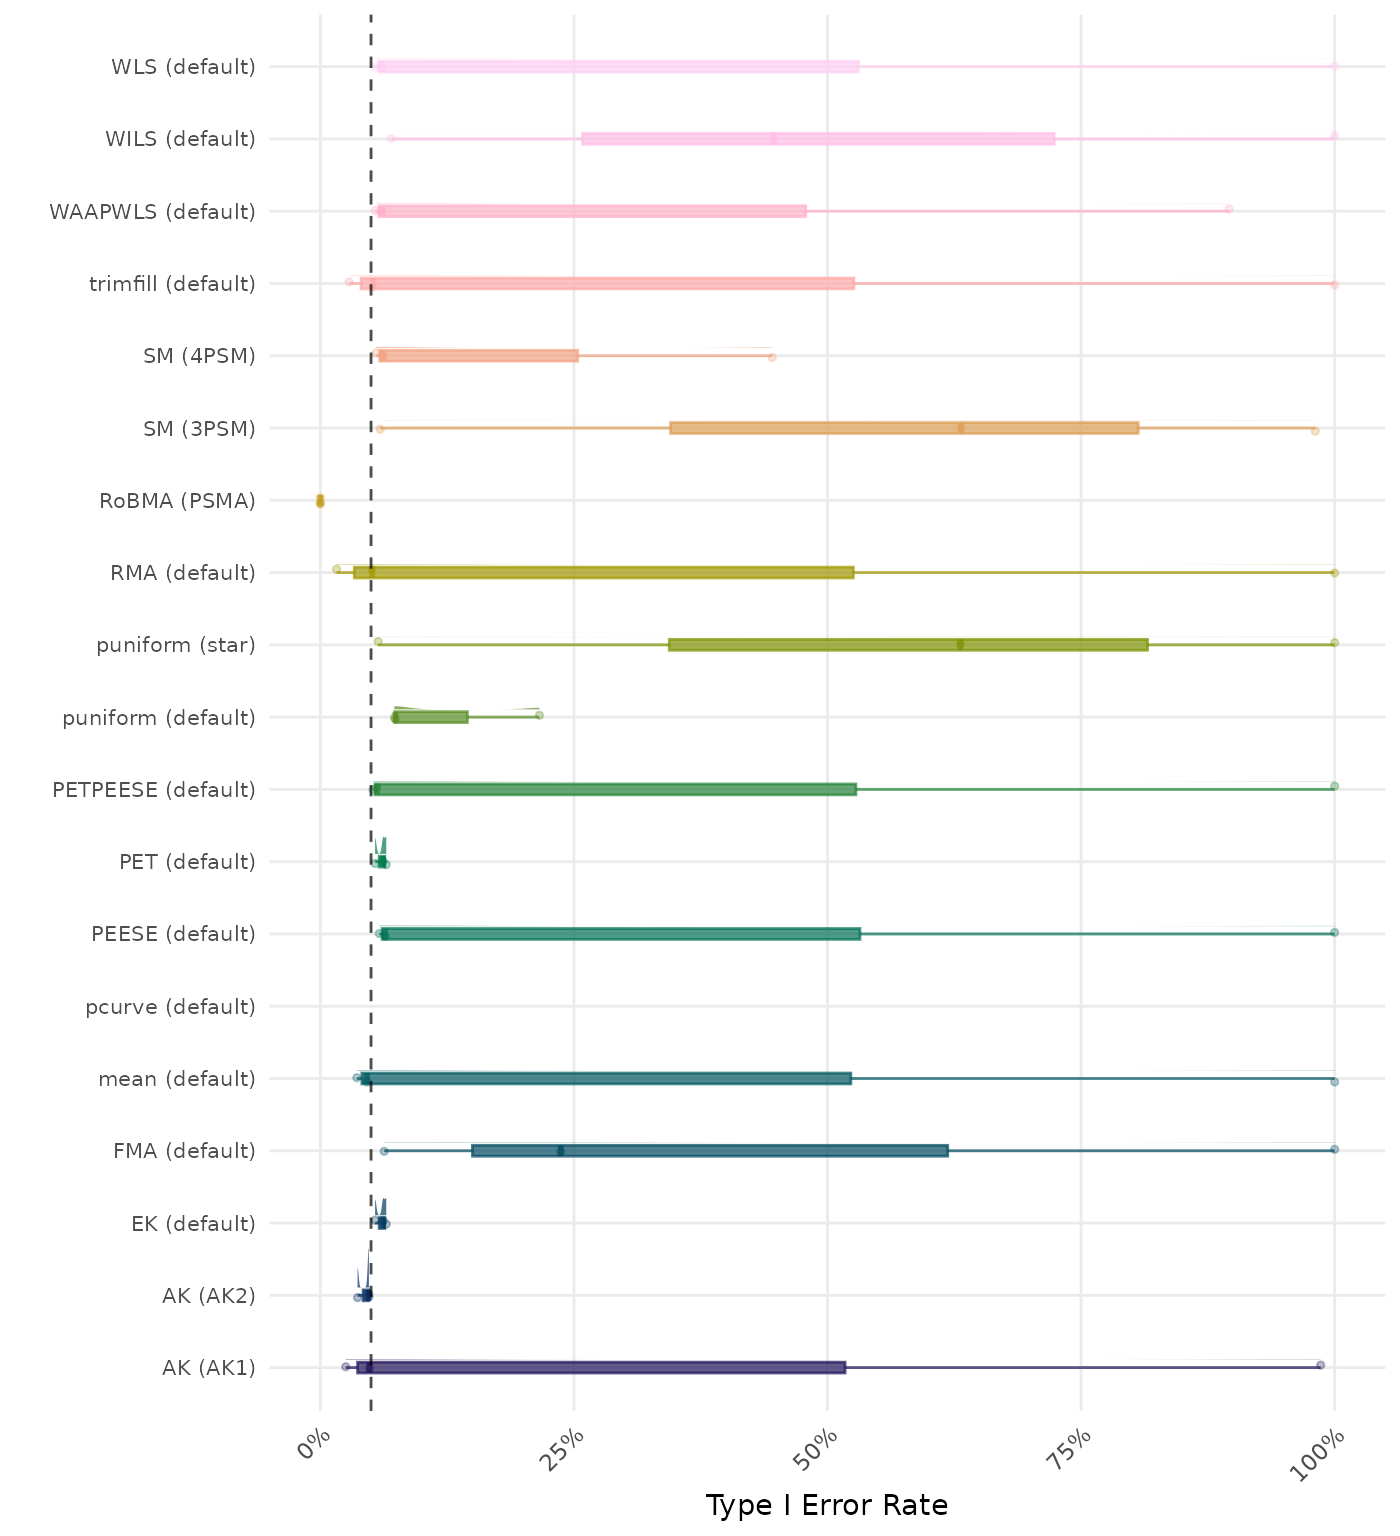 WLS (default)
WILS (default)
WAAPWLS (default)
trimfill (default)
SM (4PSM)
SM (3PSM)
RoBMA (PSMA)
RMA (default)
puniform (star)
puniform (default)
PETPEESE (default)
PET (default)
PEESE (default)
pcurve (default)
mean (default)
FMA (default)
EK (default)
AK (AK2)
AK (AK1)
0% 25% 50% 75% 100%
Type I Error Rate